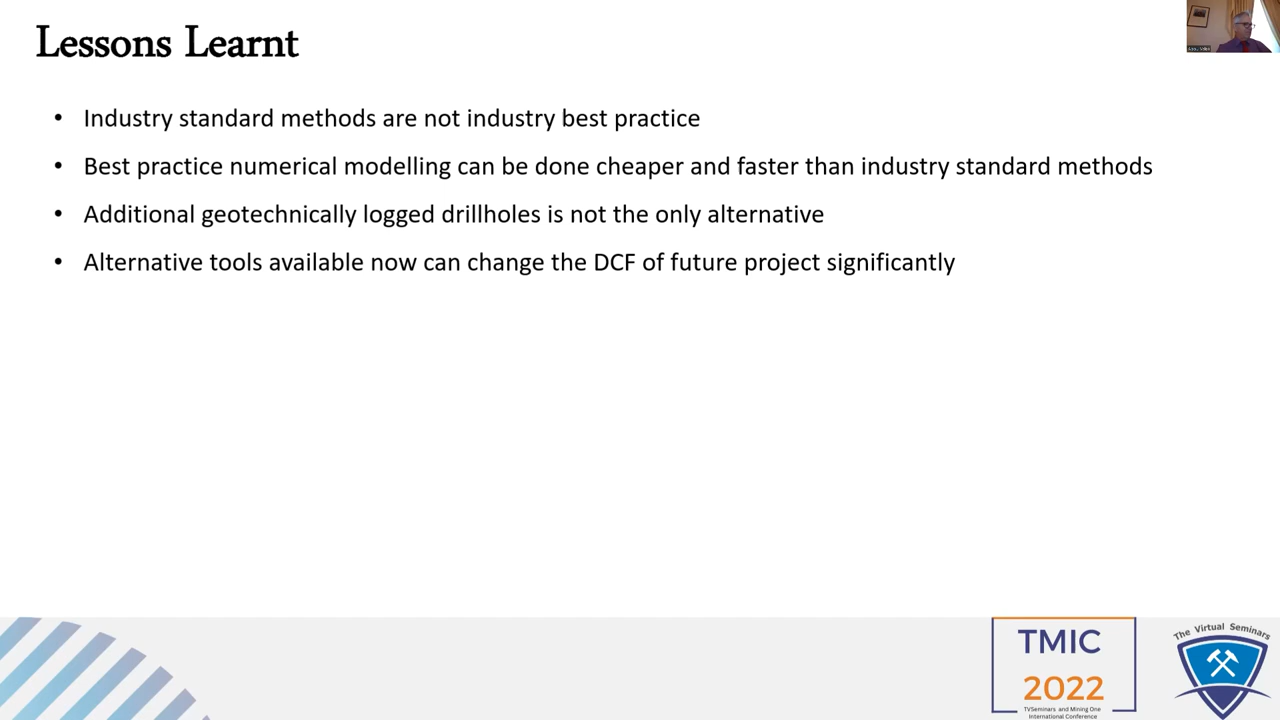 Lessons Learnt
• Industry standard methods are not industry best practice
• Best practice numerical modelling can be done cheaper and faster than industry standard methods
• Additional geotechnically logged drillholes is not the only alternative
• Alternative tools available now can change the DCF of future project significantly
TMIC
2022
TVSeminars and Mining One
International Conference
The Virtual Seminars